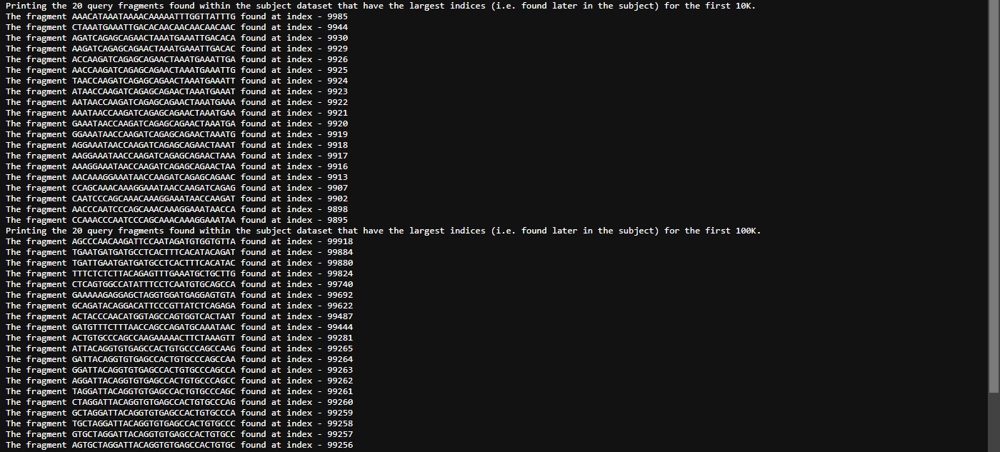 Printing the 20 query fragments found within the subject dataset that have the largest indices (i.e. found later in the subject) for the first 10K.
The fragment AAACATAAATAAAACAAAAATTTGGTTATTTG found at index - 9985
The fragment CTAAATGAAATTGACACAACAACAACAACAAC found at index - 9944
The fragment AGATCAGAGCAGAACTAAATGAAATTGACACA found at index - 9930
The fragment AAGATCAGAGCAGAACTAAATGAAATTGACAC found at index - 9929
The fragment ACCAAGATCAGAGCAGAACTAAATGAAATTGA found at index - 9926
The fragment AACCAAGATCAGAGCAGAACTAAATGAAATTG found at index - 9925
The fragment TAACCAAGATCAGAGCAGAACTAAATGAAATT found at index - 9924
The fragment ATAACCAAGATCAGAGCAGAACTAAATGAAAT found at index - 9923
The fragment AATAACCAAGATCAGAGCAGAACTAAATGAAA found at index - 9922
The fragment AAATAACCAAGATCAGAGCAGAACTAAATGAA found at index - 9921
The fragment GAAATAACCAAGATCAGAGCAGAACTAAATGA found at index - 9920
The fragment GGAAATAACCAAGATCAGAGCAGAACTAAATG found at index - 9919
The fragment AGGAAATAACCAAGATCAGAGCAGAACTAAAT found at index - 9918
The fragment AAGGAAATAACCAAGATCAGAGCAGAACTAAA found at index - 9917
The fragment AAAGGAAATAACCAAGATCAGAGCAGAACTAA found at index - 9916
The fragment AACAAAGGAAATAACCAAGATCAGAGCAGAAC found at index - 9913
The fragment CCAGCAAACAAAGGAAATAACCAAGATCAGAG found at index - 9907
The fragment CAATCCCAGCAAACAAAGGAAATAACCAAGAT found at index - 9902
The fragment AACCCAATCCCAGCAAACAAAGGAAATAACCA found at index - 9898
The fragment CCAAACCCAATCCCAGCAAACAAAGGAAATAA found at index - 9895
Printing the 20 query fragments found within the subject dataset that have the largest indices (i.e. found later in the subject) for the first 100K.
The fragment AGCCCAACAAGATTCCAATAGATGTGGTGTTA found at index - 99918
The fragment TGAATGATGATGCCTCACTTTCACATACAGAT found at index - 99884
The fragment TGATTGAATGATGATGCCTCACTTTCACATAC found at index - 99880
The fragment TTTCTCTCTTACAGAGTTTGAAATGCTGCTTG found at index - 99824
The fragment CTCAGTGGCCATATTTCCTCAATGTGCAGCCA found at index - 99740
The fragment GAAAAAGAGGAGCTAGGTGGATGAGGAGTGTA found at index - 99692
The fragment GCAGATACAGGACATTCCCGTTATCTCAGAGA found at index - 99622
The fragment ACTACCCAACATGGTAGCCAGTGGTCACTAAT found at index - 99487
The fragment GATGTTTCTTTAACCAGCCAGATGCAAATAAC found at index - 99444
The fragment ACTGTGCCCAGCCAAGAAAAACTTCTAAAGTT found at index - 99281
The fragment ATTACAGGTGTGAGCCACTGTGCCCAGCCAAG found at index - 99265
The fragment GATTACAGGTGTGAGCCACTGTGCCCAGCCAA found at index - 99264
The fragment GGATTACAGGTGTGAGCCACTGTGCCCAGCCA found at index - 99263
The fragment AGGATTACAGGTGTGAGCCACTGTGCCCAGCC found at index - 99262
The fragment TAGGATTACAGGTGTGAGCCACTGTGCCCAGC found at index - 99261
The fragment CTAGGATTACAGGTGTGAGCCACTGTGCCCAG found at index - 99260
The fragment GCTAGGATTACAGGTGTGAGCCACTGTGCCCA found at index - 99259
The fragment TGCTAGGATTACAGGTGTGAGCCACTGTGCCC found at index - 99258
The fragment GTGCTAGGATTACAGGTGTGAGCCACTGTGCC found at index - 99257
The fragment AGTGCTAGGATTACAGGTGTGAGCCACTGTGC found at index - 99256